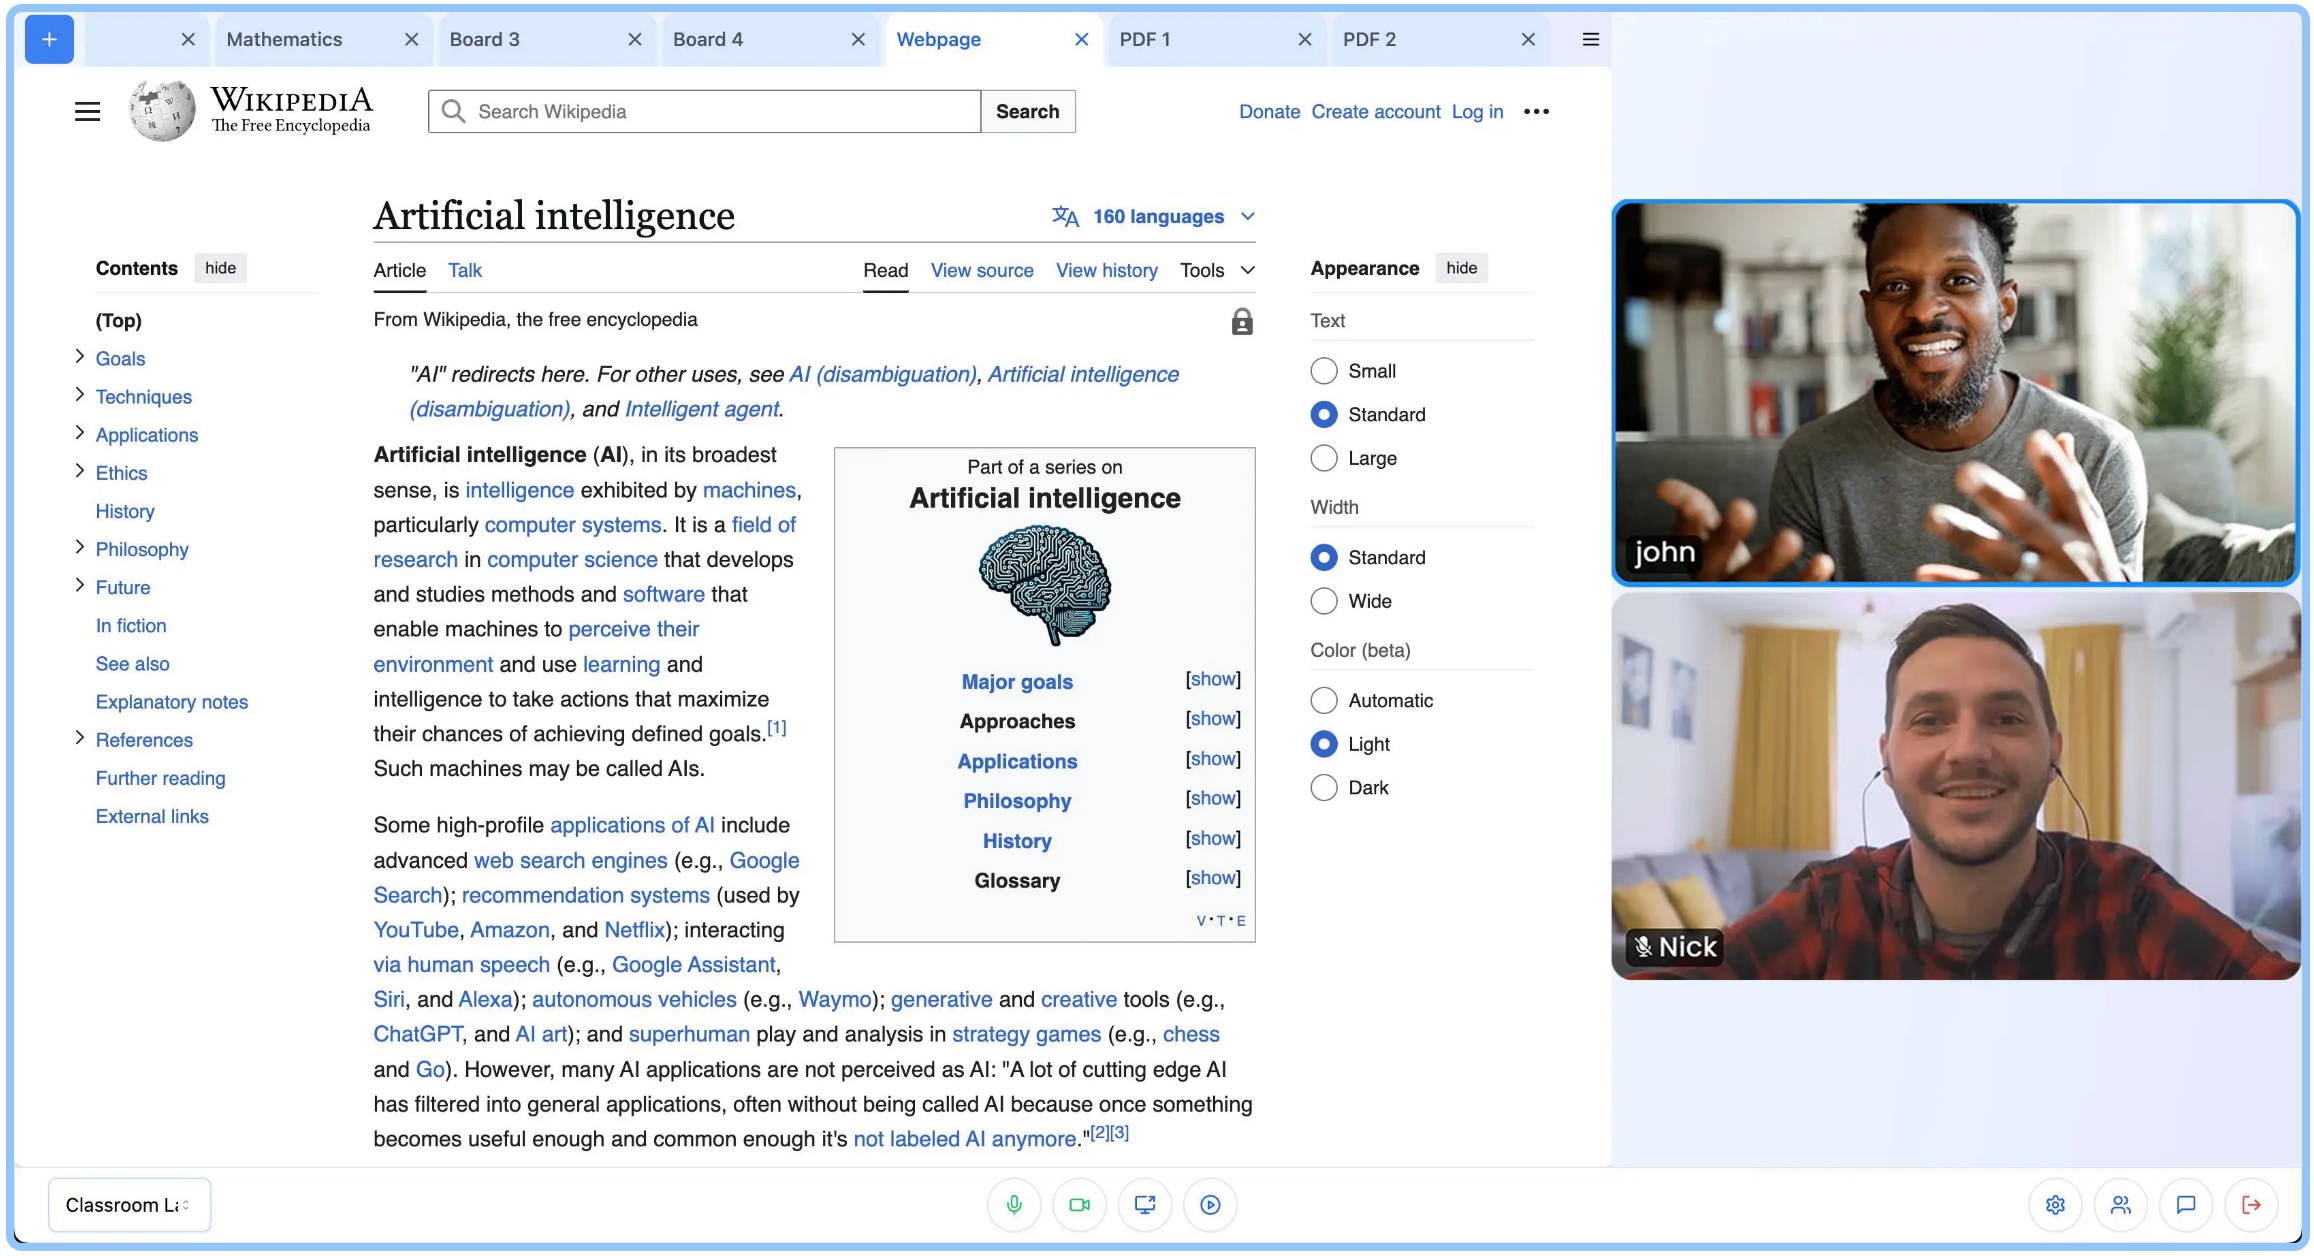 Mathematics
Board 3
Board 4
Webpage
PDF 1
PDF 2
WIKIPEDIA
The Free Encyclopedia
Search Wikipedia
Search
Donate Create account Log in
Artificial intelligence
160 languages
Contents hide
(Top)
Goals
Techniques
Applications
Ethics
History
Philosophy
Future
In fiction
See also
Explanatory notes
References
Further reading
External links
Article Talk
Read View source View history Tools
From Wikipedia, the free encyclopedia
"AI" redirects here. For other uses, see AI (disambiguation), Artificial intelligence
(disambiguation), and Intelligent agent.
Artificial intelligence (AI), in its broadest
sense, is intelligence exhibited by machines,
particularly computer systems. It is a field of
research in computer science that develops
and studies methods and software that
enable machines to perceive their
environment and use learning and
intelligence to take actions that maximize
their chances of achieving defined goals.[1]
Such machines may be called AIs.
Part of a series on
Artificial intelligence
Major goals [show]
Approaches [show]
Applications [show]
Philosophy [show]
History [show]
Glossary [show]
V • T • E
Some high-profile applications of AI include
advanced web search engines (e.g., Google
Search); recommendation systems (used by
YouTube, Amazon, and Netflix); interacting
via human speech (e.g., Google Assistant,
Siri, and Alexa); autonomous vehicles (e.g., Waymo); generative and creative tools (e.g.,
ChatGPT, and AI art); and superhuman play and analysis in strategy games (e.g., chess
and Go). However, many AI applications are not perceived as AI: "A lot of cutting edge AI
has filtered into general applications, often without being called AI because once something
becomes useful enough and common enough it's not labeled AI anymore."[2][3]
Appearance hide
Text
Small
Standard
Large
Width
Standard
Wide
Color (beta)
Automatic
Light
Dark
john
Nick
Classroom